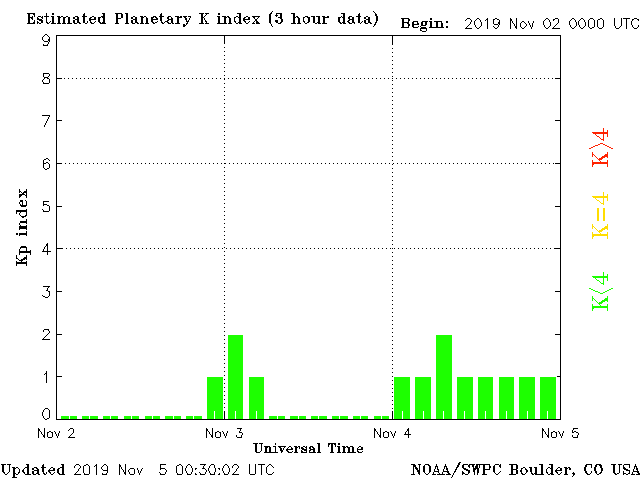 Estimated Planetary K index (3 hour data)
Begin: 2019 Nov 02 0000 UTC
9
8
7
6
5
4
3
2
1
0
Kp index
Nov 2 Nov 3 Nov 4 Nov 5
Universal Time
K>4
K=4
K<4
Updated 2019 Nov 5 00:30:02 UTC
NOAA/SWPC Boulder, CO USA